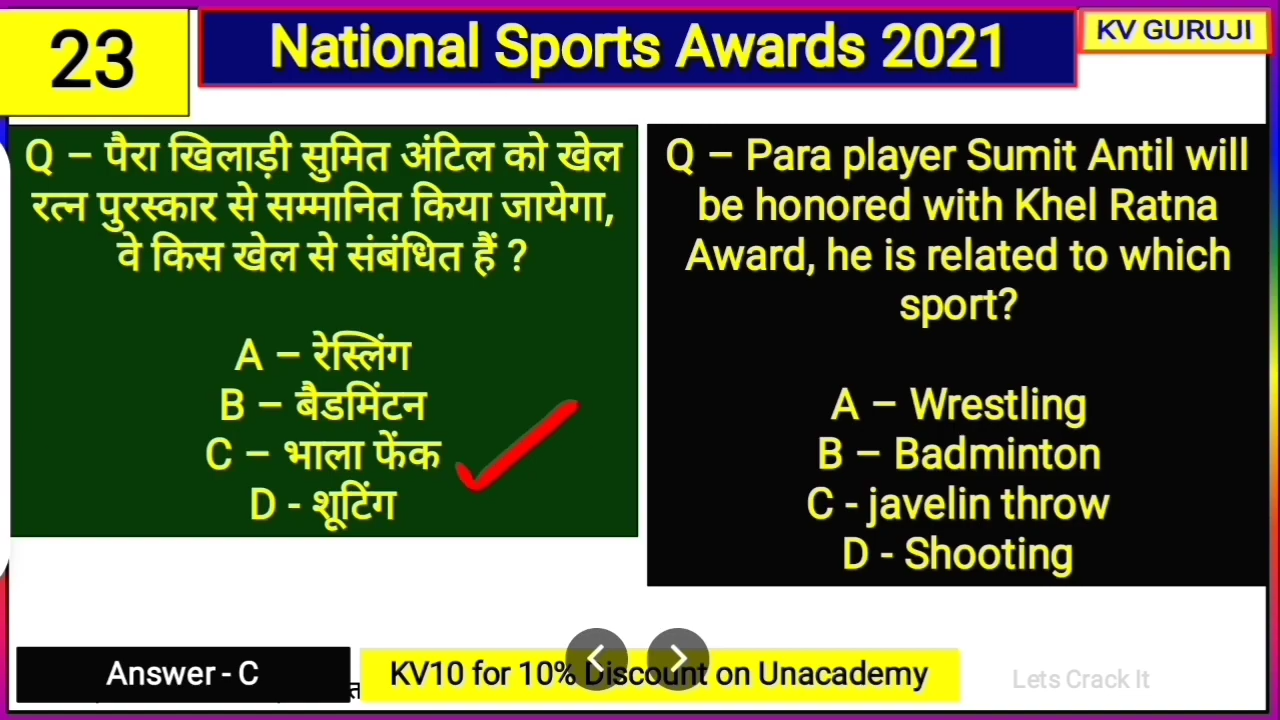 23
National Sports Awards 2021
KV GURUJI
Q – पैरा खिलाड़ी सुमित अंटिल को खेल
रत्न पुरस्कार से सम्मानित किया जायेगा,
वे किस खेल से संबंधित हैं ?
A – रेस्लिंग
B – बैडमिंटन
C – भाला फेंक
D - शूटिंग
Q – Para player Sumit Antil will
be honored with Khel Ratna
Award, he is related to which
sport?
A – Wrestling
B – Badminton
C - javelin throw
D - Shooting
Answer - C
KV10 for 10% Discount on Unacademy
Lets Crack It